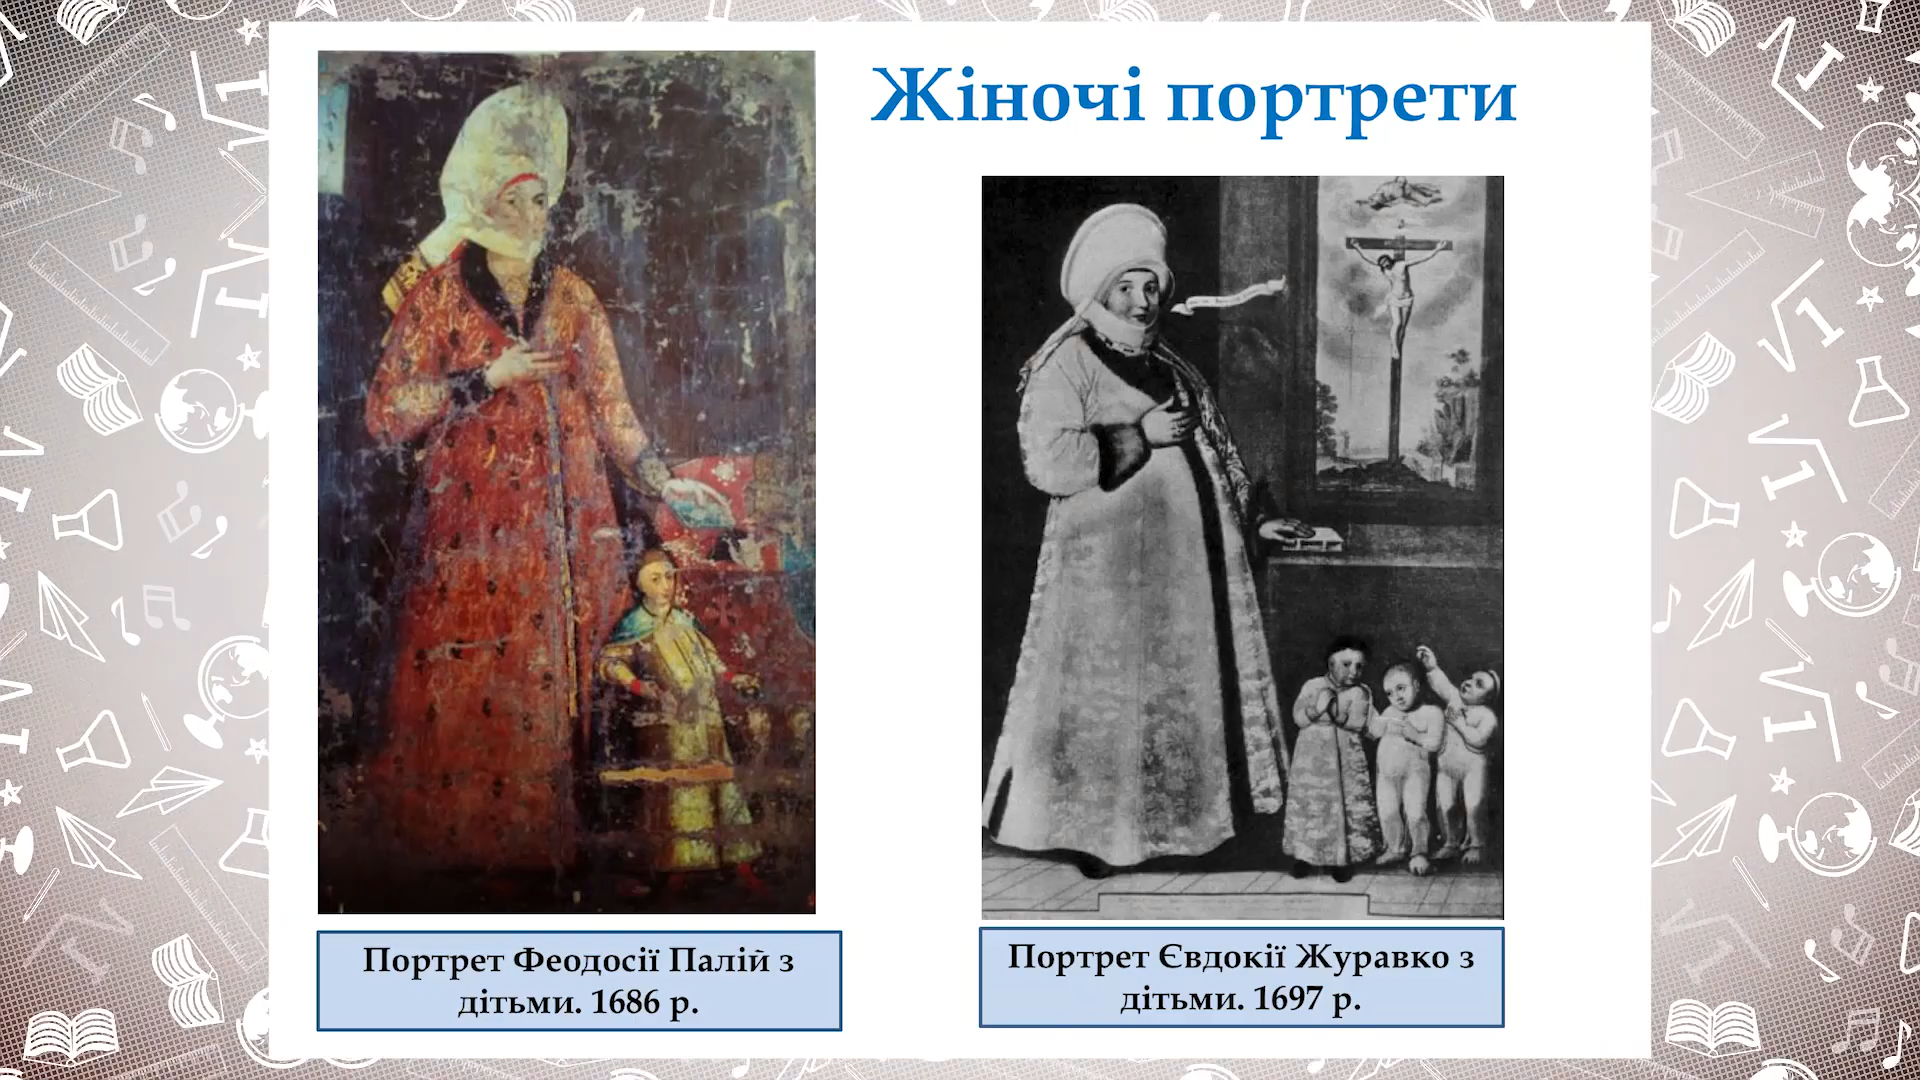 Жіночі портрети
Портрет Феодосії Палій з
дітьми. 1686 р.
Портрет Євдокії Журавко з
дітьми. 1697 р.